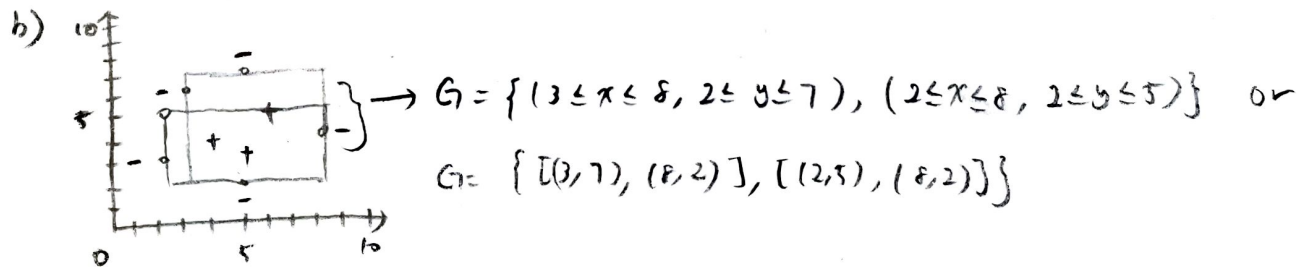 b) 10
- - + → G = {(3 ≤ x ≤ 8, 2 ≤ y ≤ 7), (2 ≤ x ≤ 8, 2 ≤ y ≤ 5)} or
5 + + - - G = {[(3,7), (8,2)], [(2,5), (8,2)]}
-
0 5 10